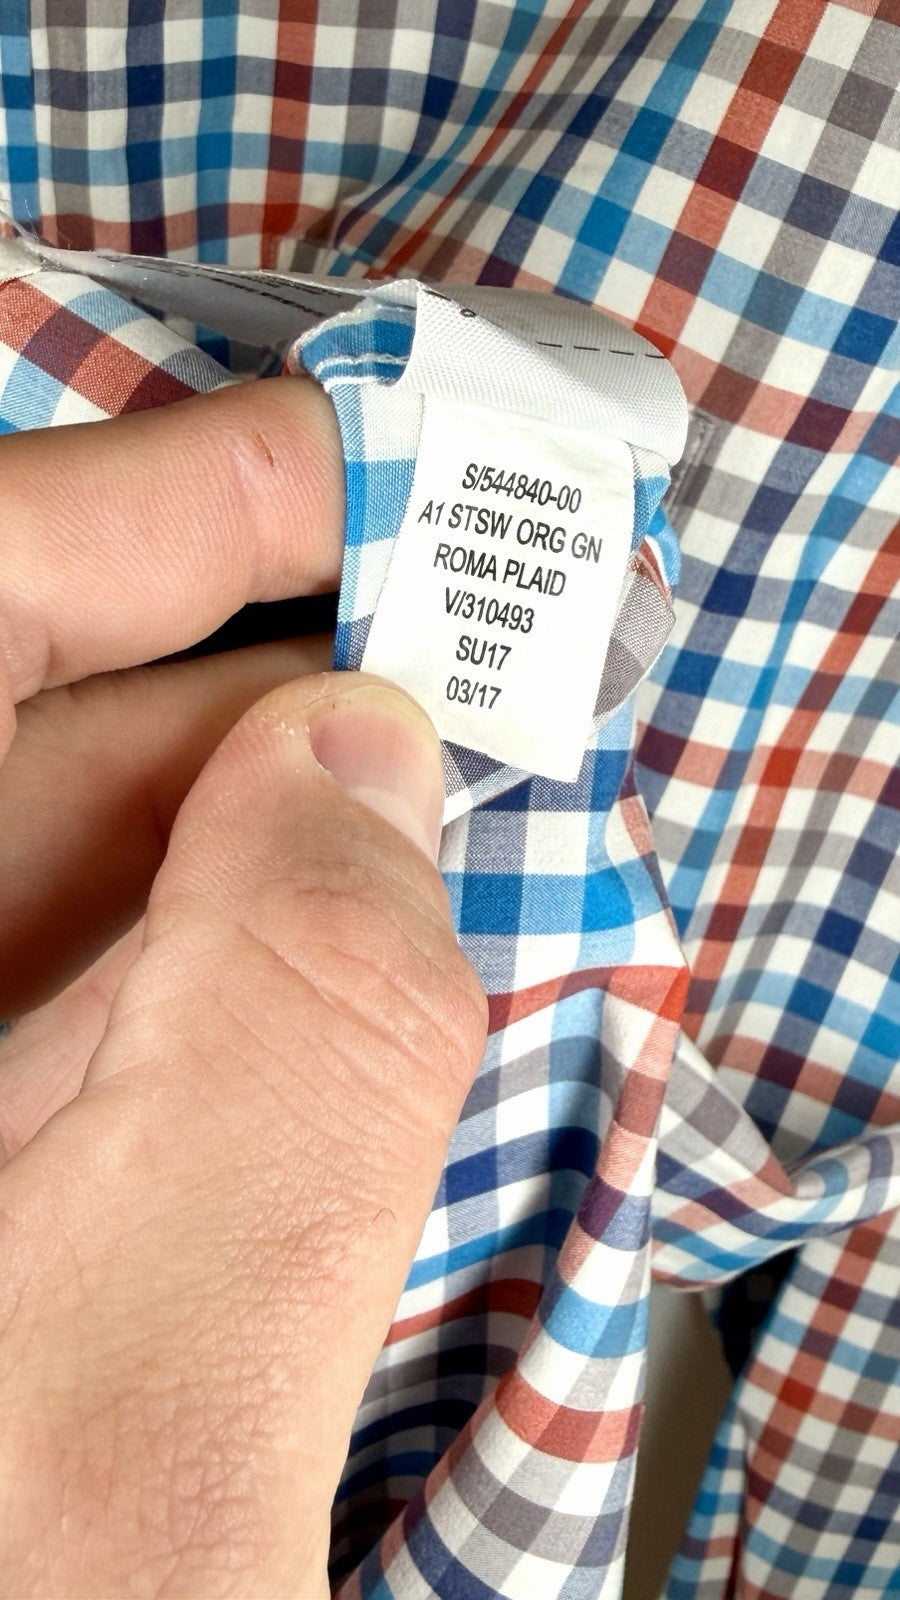 S/544840-00
A1 STSW ORG GN
ROMA PLAID
V/310493
SU17
03/17